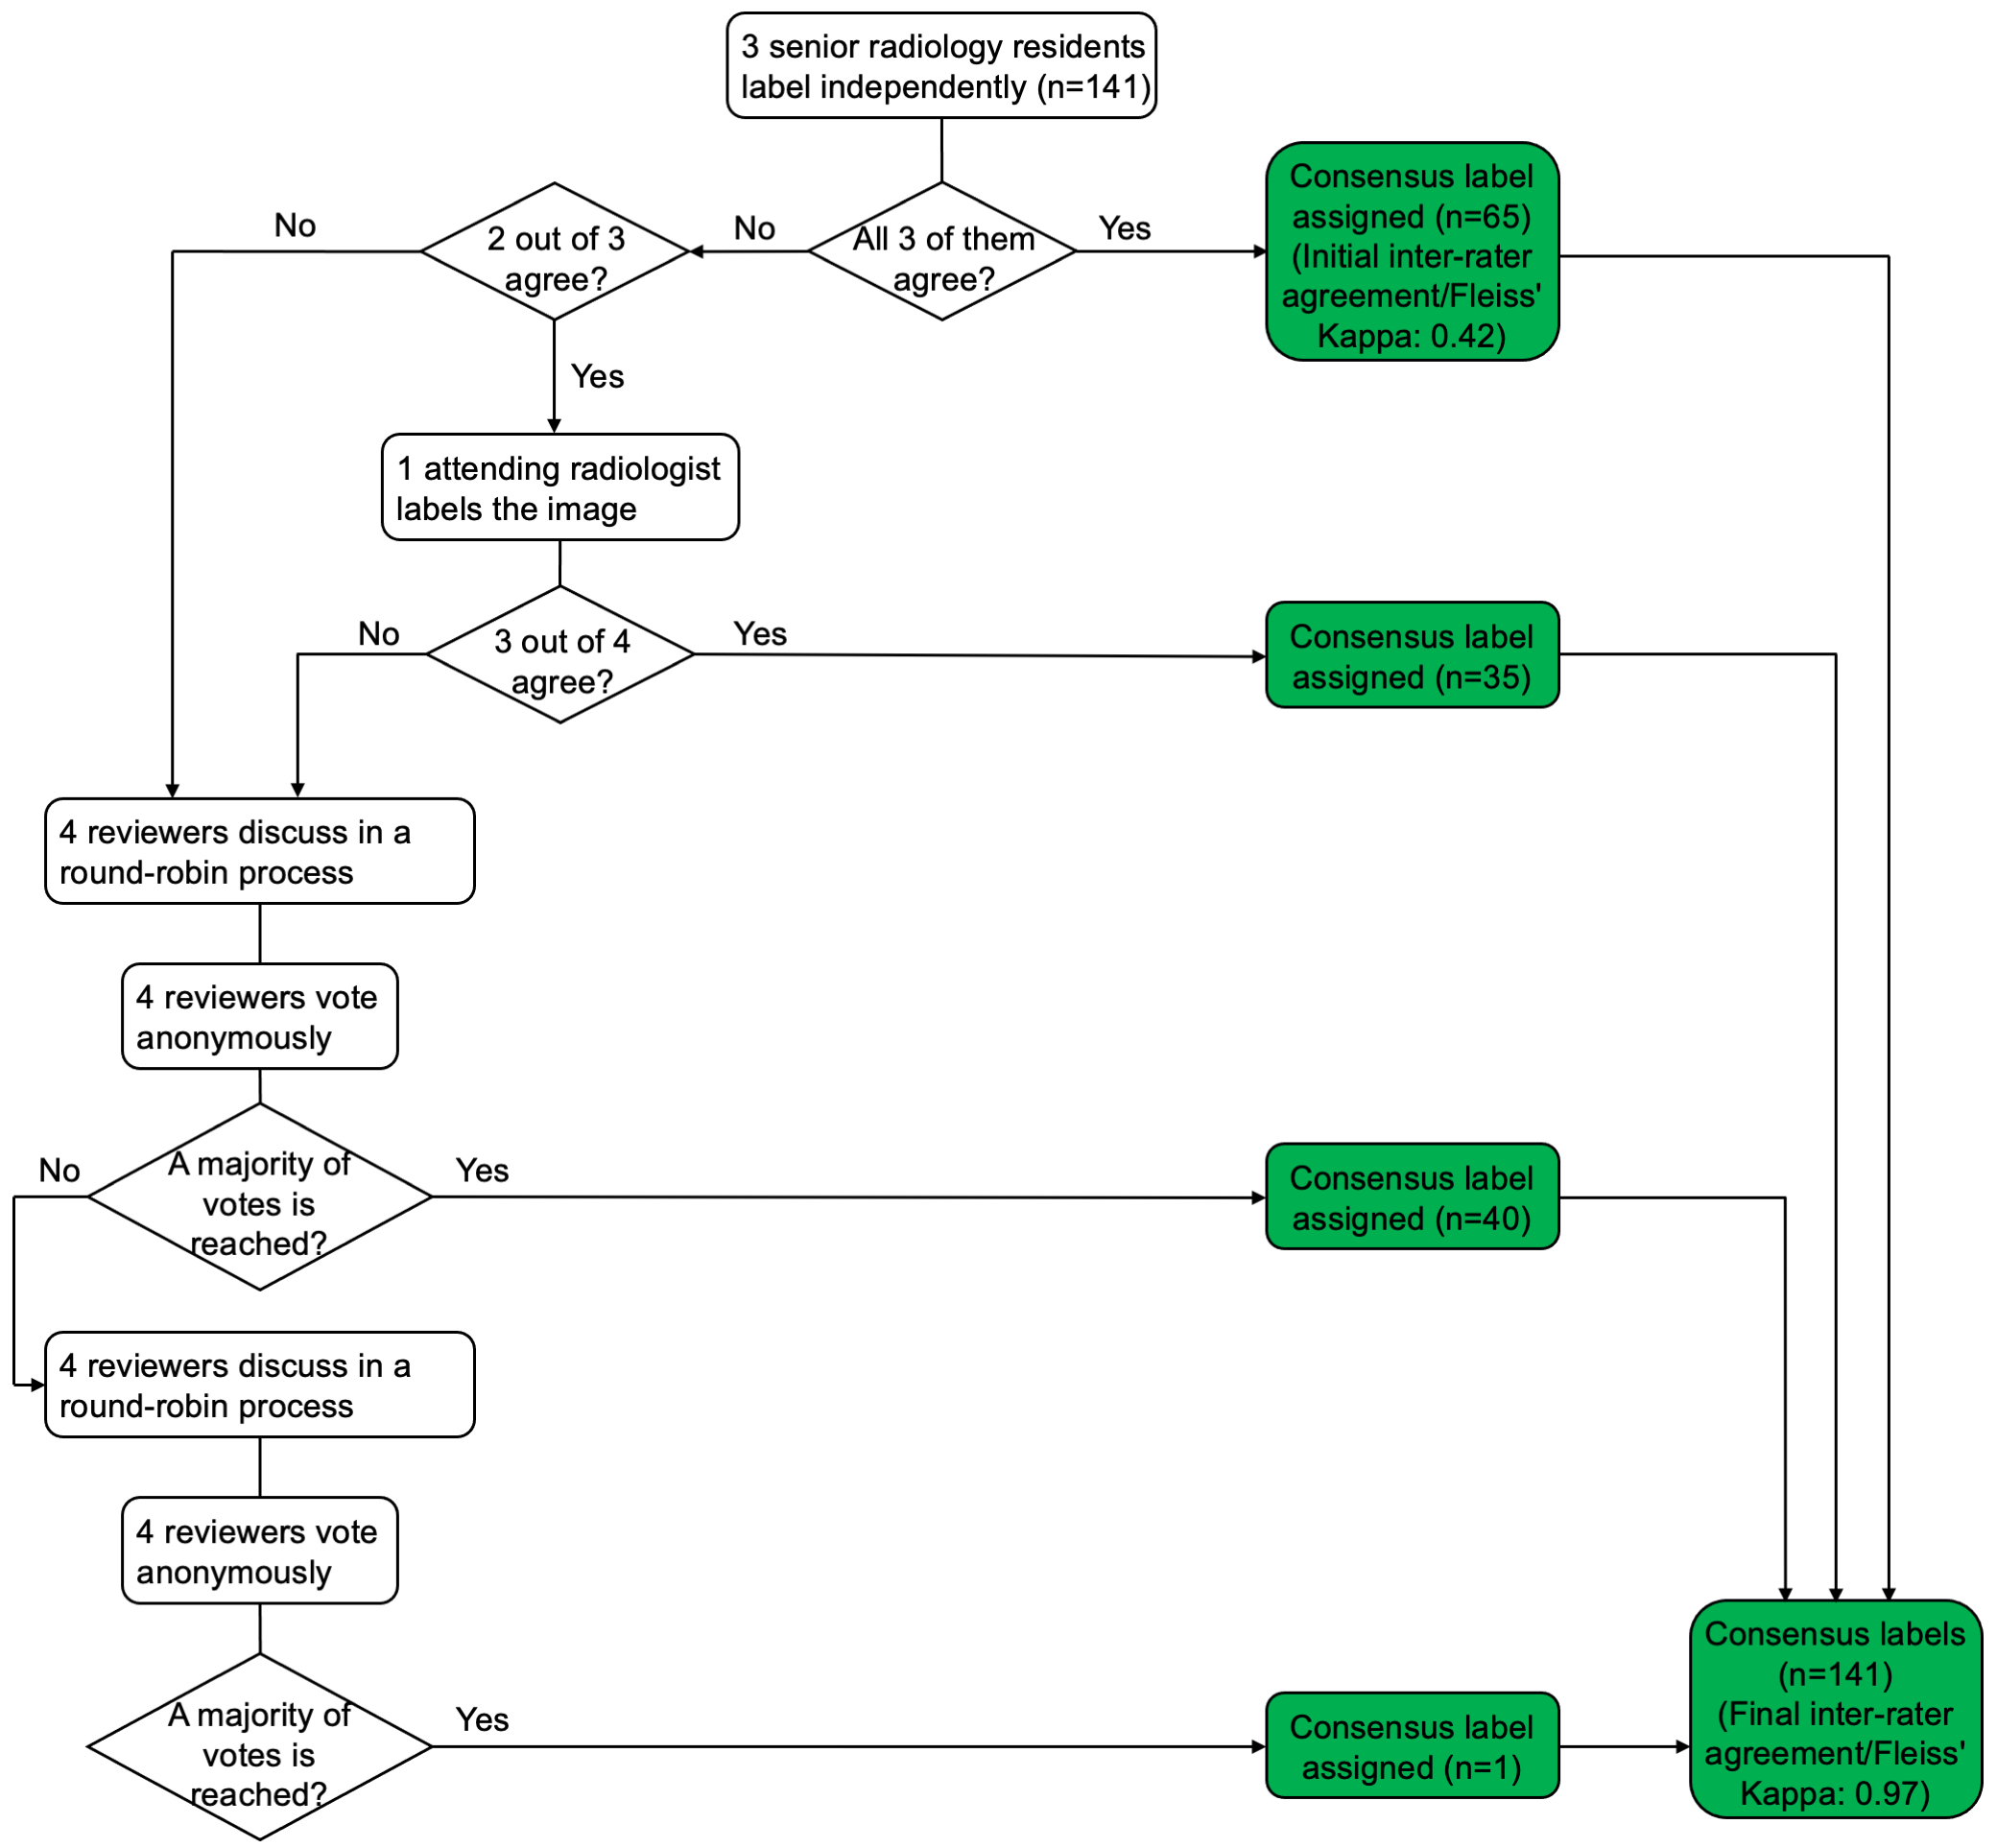 3 senior radiology residents
label independently (n=141)
All 3 of them
agree?
Yes
Consensus label
assigned (n=65)
(Initial inter-rater
agreement/Fleiss'
Kappa: 0.42)
No
2 out of 3
agree?
No
Yes
1 attending radiologist
labels the image
3 out of 4
agree?
No
Yes
Consensus label
assigned (n=35)
4 reviewers discuss in a
round-robin process
4 reviewers vote
anonymously
A majority of
votes is
reached?
No
Yes
Consensus label
assigned (n=40)
4 reviewers discuss in a
round-robin process
4 reviewers vote
anonymously
A majority of
votes is
reached?
Yes
Consensus label
assigned (n=1)
Consensus labels
(n=141)
(Final inter-rater
agreement/Fleiss'
Kappa: 0.97)